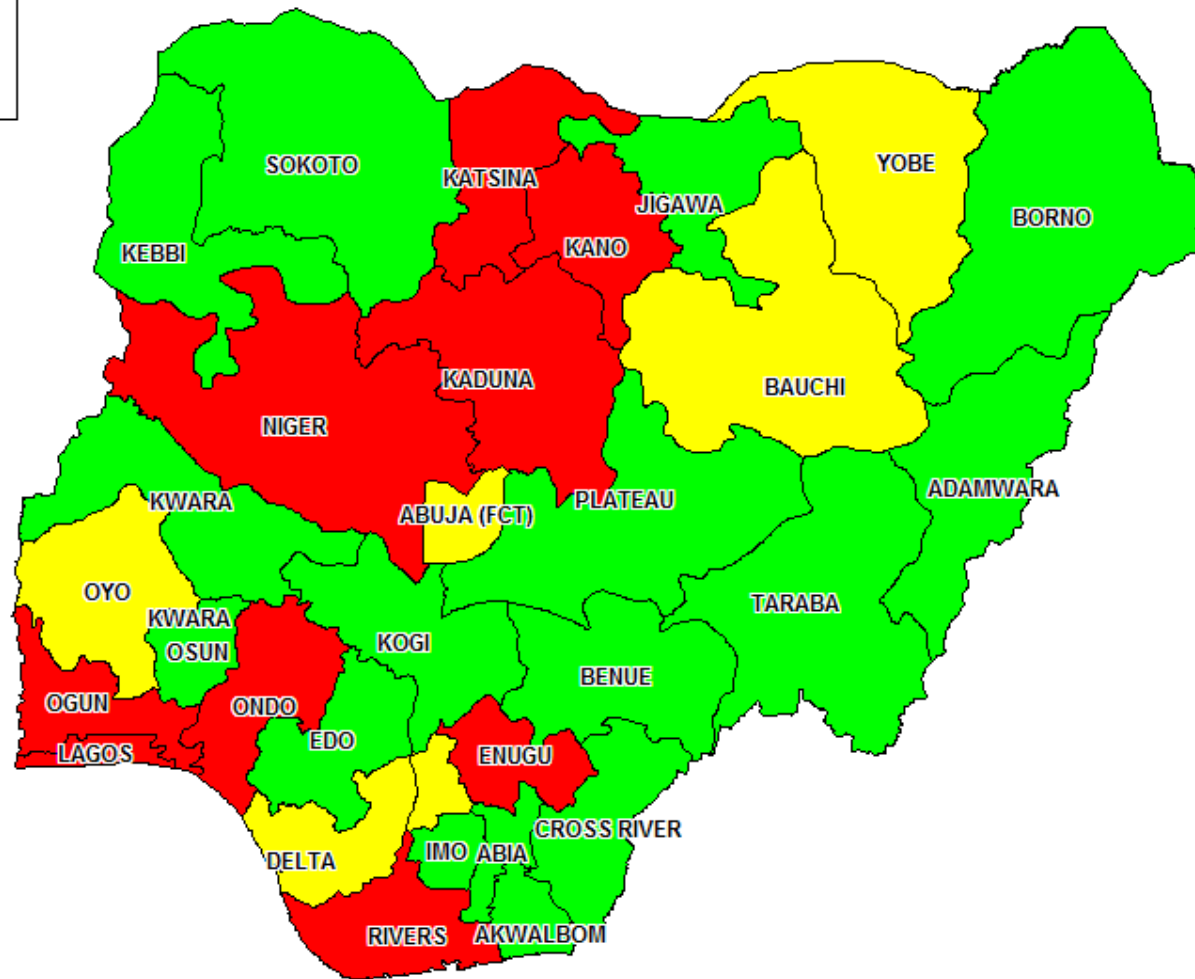 SOKOTO
KATSINA
YOBE
JIGAWA
BORNO
KEBBI
KANO
KADUNA
BAUCHI
NIGER
ADAMWARA
KWARA
PLATEAU
ABUJA (FCT)
OYO
TARABA
KWARA
KOGI
OSUN
BENUE
OGUN
ONDO
EDO
LAGOS
ENUGU
CROSS RIVER
IMO
ABIA
DELTA
RIVERS
AKWALBOM